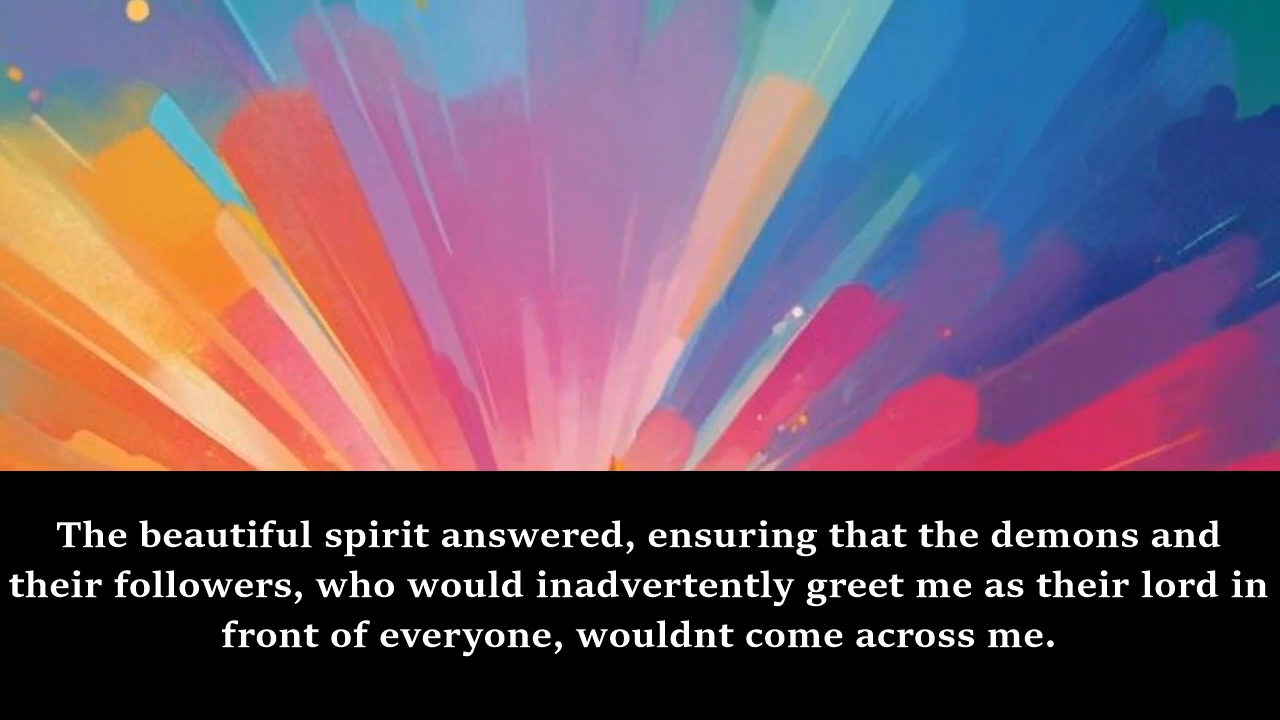 The beautiful spirit answered, ensuring that the demons and
their followers, who would inadvertently greet me as their lord in
front of everyone, wouldnt come across me.